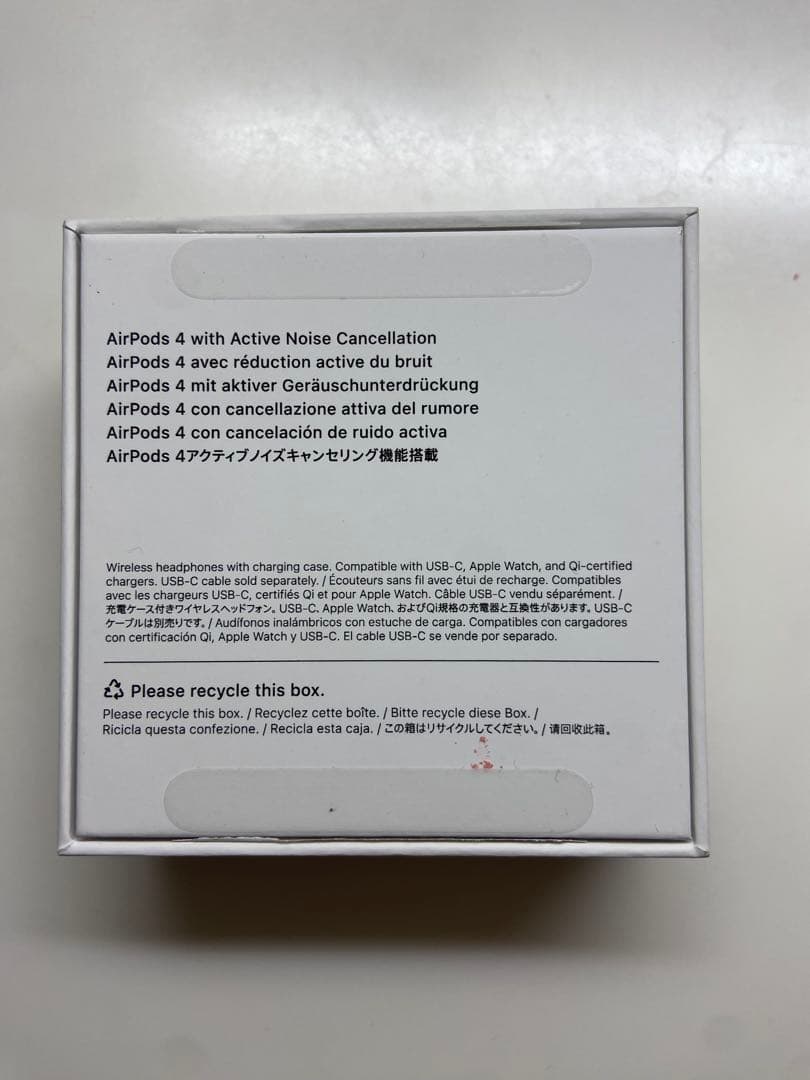 AirPods 4 with Active Noise Cancellation
AirPods 4 avec réduction active du bruit
AirPods 4 mit aktiver Geräuschunterdrückung
AirPods 4 con cancellazione attiva del rumore
AirPods 4 con cancelación de ruido activa
AirPods 4アクティブノイズキャンセリング機能搭載
Wireless headphones with charging case. Compatible with USB-C, Apple Watch, and Qi-certified
chargers. USB-C cable sold separately. / Écouteurs sans fil avec étui de recharge. Compatibles
avec les chargeurs USB-C, certifiés Qi et pour Apple Watch. Câble USB-C vendu séparément. /
充電ケース付きワイヤレスヘッドフォン。USB-C、Apple Watch、およびQi規格の充電器と互換性があります。USB-C
ケーブルは別売りです。/ Audífonos inalámbricos con estuche de carga. Compatibles con cargadores
con certificación Qi, Apple Watch y USB-C. El cable USB-C se vende por separado.
Please recycle this box.
Please recycle this box. / Recyclez cette boîte. / Bitte recycle diese Box. /
Ricicla questa confezione. / Recicla esta caja. / この箱はリサイクルしてください。/ 请回收此箱。